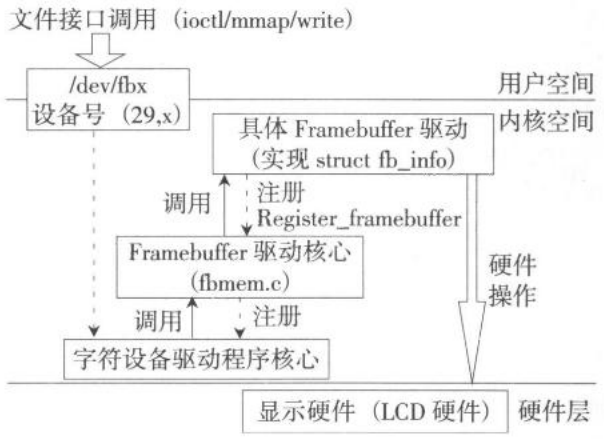 文件接口调用（ioctl/mmap/write）
/dev/fbx
设备号（29,x）
用户空间
内核空间
具体 Framebuffer 驱动
（实现 struct fb_info）
调用
注册
Register_framebuffer
Framebuffer 驱动核心
（fbmem.c）
硬件
操作
调用
注册
字符设备驱动程序核心
显示硬件（LCD 硬件）
硬件层